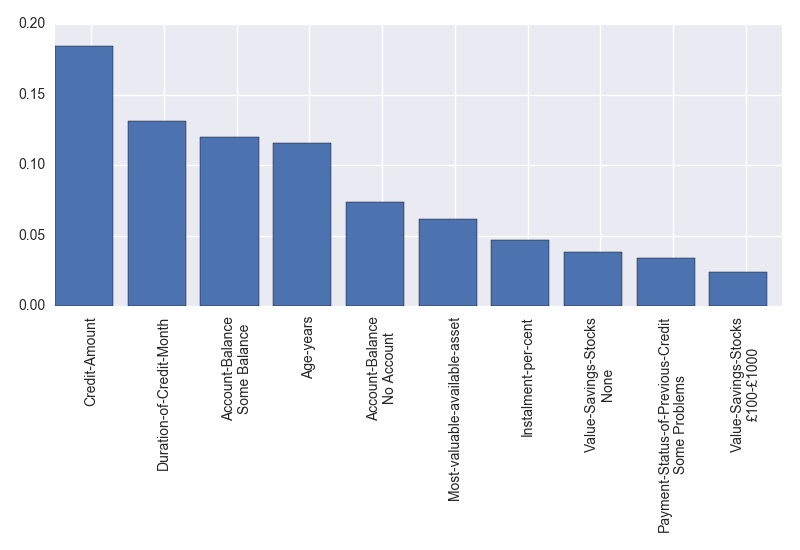 0.20
0.15
0.10
0.05
0.00
Credit-Amount
Duration-of-Credit-Month
Account-Balance
Some Balance
Age-years
Account-Balance
No Account
Most-valuable-available-asset
Instalment-per-cent
Value-Savings-Stocks
None
Payment-Status-of-Previous-Credit
Some Problems
Value-Savings-Stocks
£100-£1000